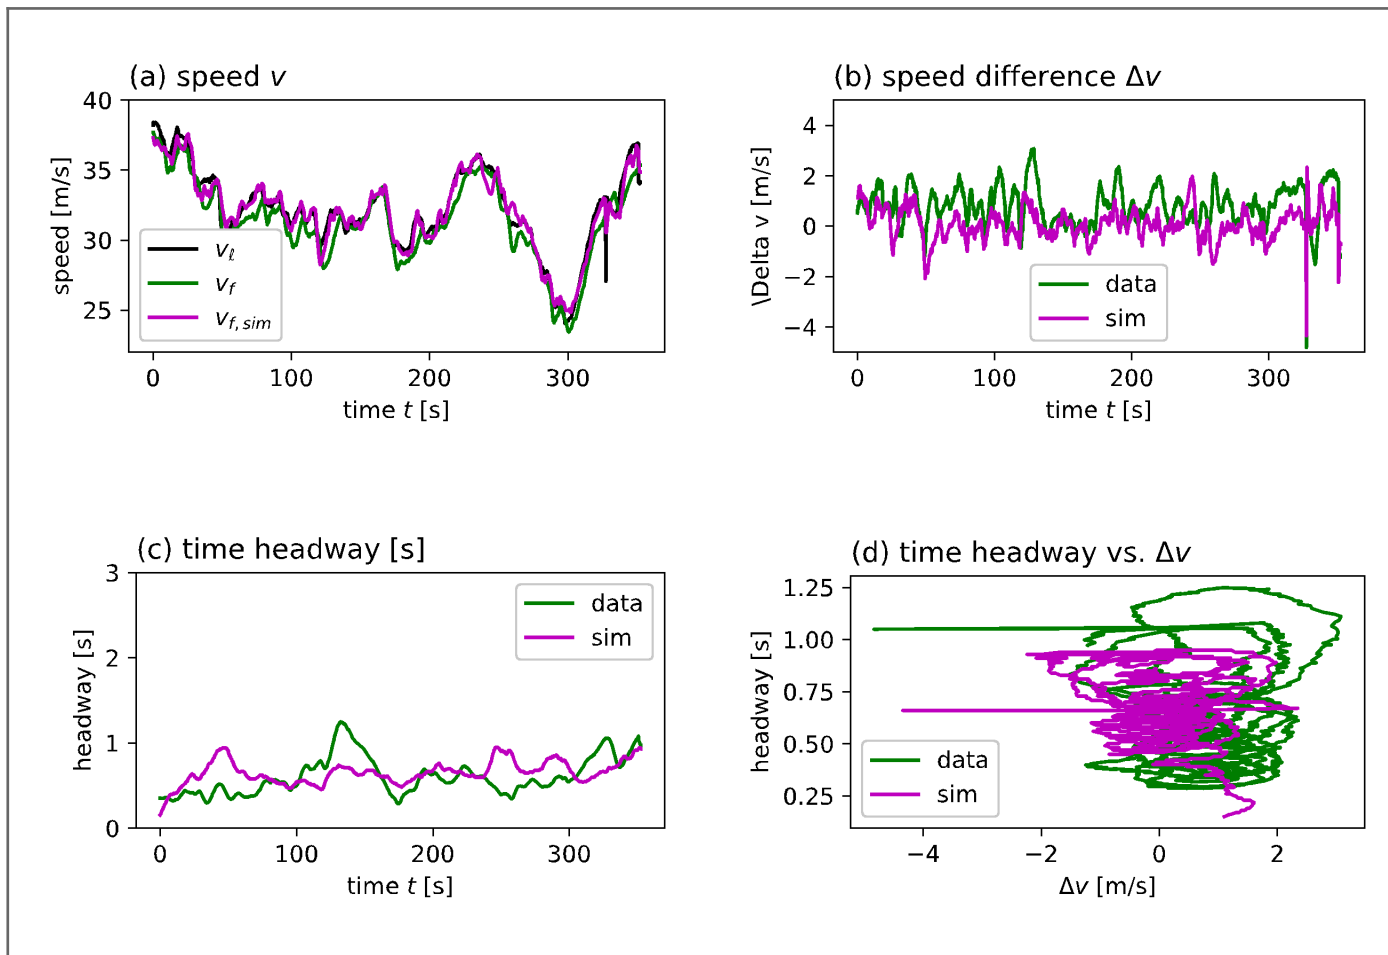 (a) speed v
40
35
30
25
speed [m/s]
v_ℓ
v_f
v_{f, sim}
0 100 200 300
time t [s]
(b) speed difference Δv
4
2
0
−2
−4
\Delta v [m/s]
data
sim
0 100 200 300
time t [s]
(c) time headway [s]
3
2
1
0
headway [s]
data
sim
0 100 200 300
time t [s]
(d) time headway vs. Δv
1.25
1.00
0.75
0.50
0.25
headway [s]
data
sim
−4 −2 0 2
Δv [m/s]